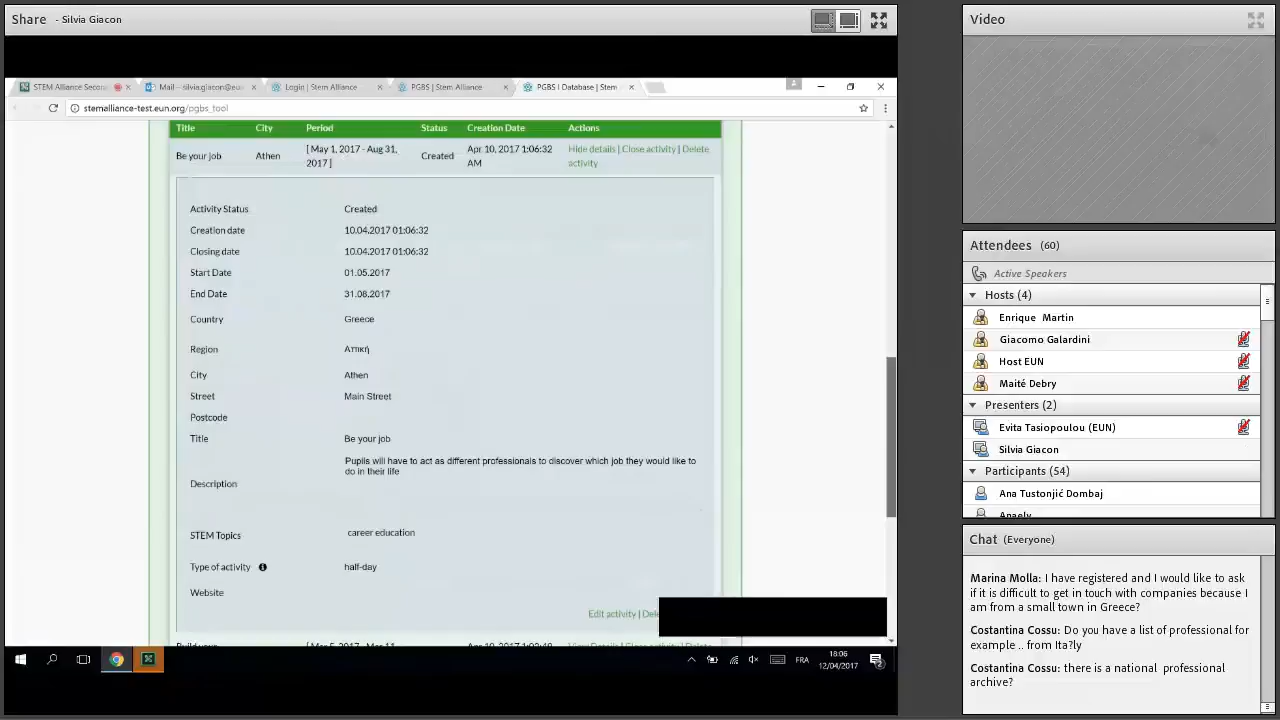 Share - Silvia Giacon
STEM Alliance Secon
Mail – silvia.giacon@eun
Login | Stem Alliance
PGBS | Stem Alliance
PGBS I Database | Stem
stemalliance-test.eun.org/pgbs_tool
Title City Period Status Creation Date Actions
Be your job Athen [ May 1, 2017 - Aug 31, 2017 ] Created Apr 10, 2017 1:06:32 AM Hide details | Close activity | Delete activity
Activity Status Created
Creation date 10.04.2017 01:06:32
Closing date 10.04.2017 01:06:32
Start Date 01.05.2017
End Date 31.08.2017
Country Greece
Region Αττική
City Athen
Street Main Street
Postcode
Title Be your job
Pupils will have to act as different professionals to discover which job they would like to
do in their life
Description
STEM Topics career education
Type of activity half-day
Website
Edit activity |
FRA
18:06
12/04/2017
Video
Attendees (60)
Active Speakers
Hosts (4)
Enrique Martin
Giacomo Galardini
Host EUN
Maité Debry
Presenters (2)
Evita Tasiopoulou (EUN)
Silvia Giacon
Participants (54)
Ana Tustonjić Dombaj
Chat (Everyone)
Marina Molla: I have registered and I would like to ask
if it is difficult to get in touch with companies because I
am from a small town in Greece?
Costantina Cossu: Do you have a list of professional for
example .. from Ita?ly
Costantina Cossu: there is a national professional
archive?